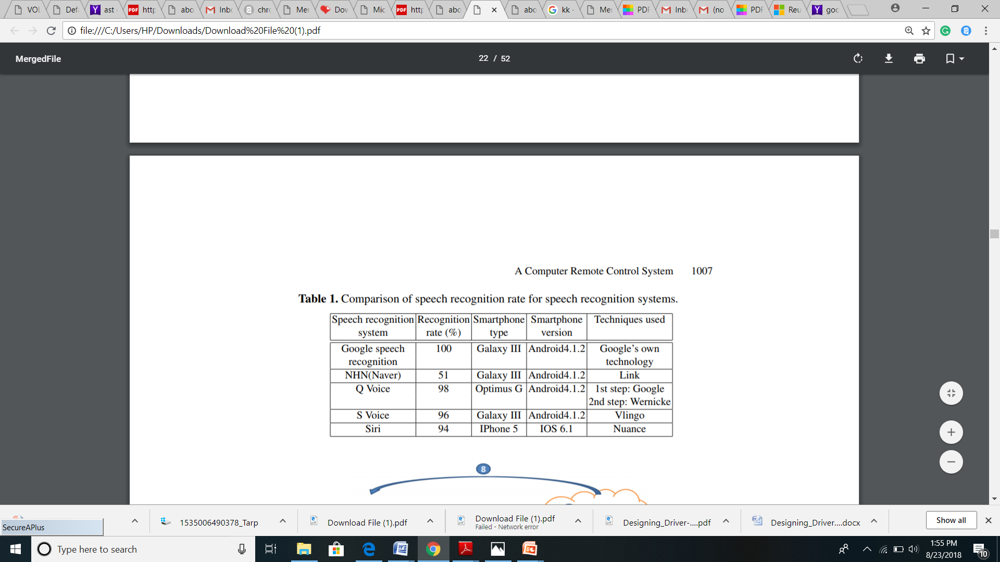 VOL Def ast http abo Inb chro Mer Dov Mic http abo abo kk - Mer PDF Inb (no PDF Reu goo
file:///C:/Users/HP/Downloads/Download%20File%20(1).pdf
MergedFile 22 / 52
A Computer Remote Control System 1007
Table 1. Comparison of speech recognition rate for speech recognition systems.
Speech recognition Recognition Smartphone Smartphone Techniques used
system rate (%) type version
Google speech 100 Galaxy III Android4.1.2 Google's own
recognition technology
NHN(Naver) 51 Galaxy III Android4.1.2 Link
Q Voice 98 Optimus G Android4.1.2 1st step: Google
2nd step: Wernicke
S Voice 96 Galaxy III Android4.1.2 Vlingo
Siri 94 IPhone 5 IOS 6.1 Nuance
8
SecureAPlus
1535006490378_Tarp Download File (1).pdf Download File (1).pdf Designing_Driver-....pdf Designing_Driver....docx Show all
Failed - Network error
Type here to search
1:55 PM
8/23/2018
10